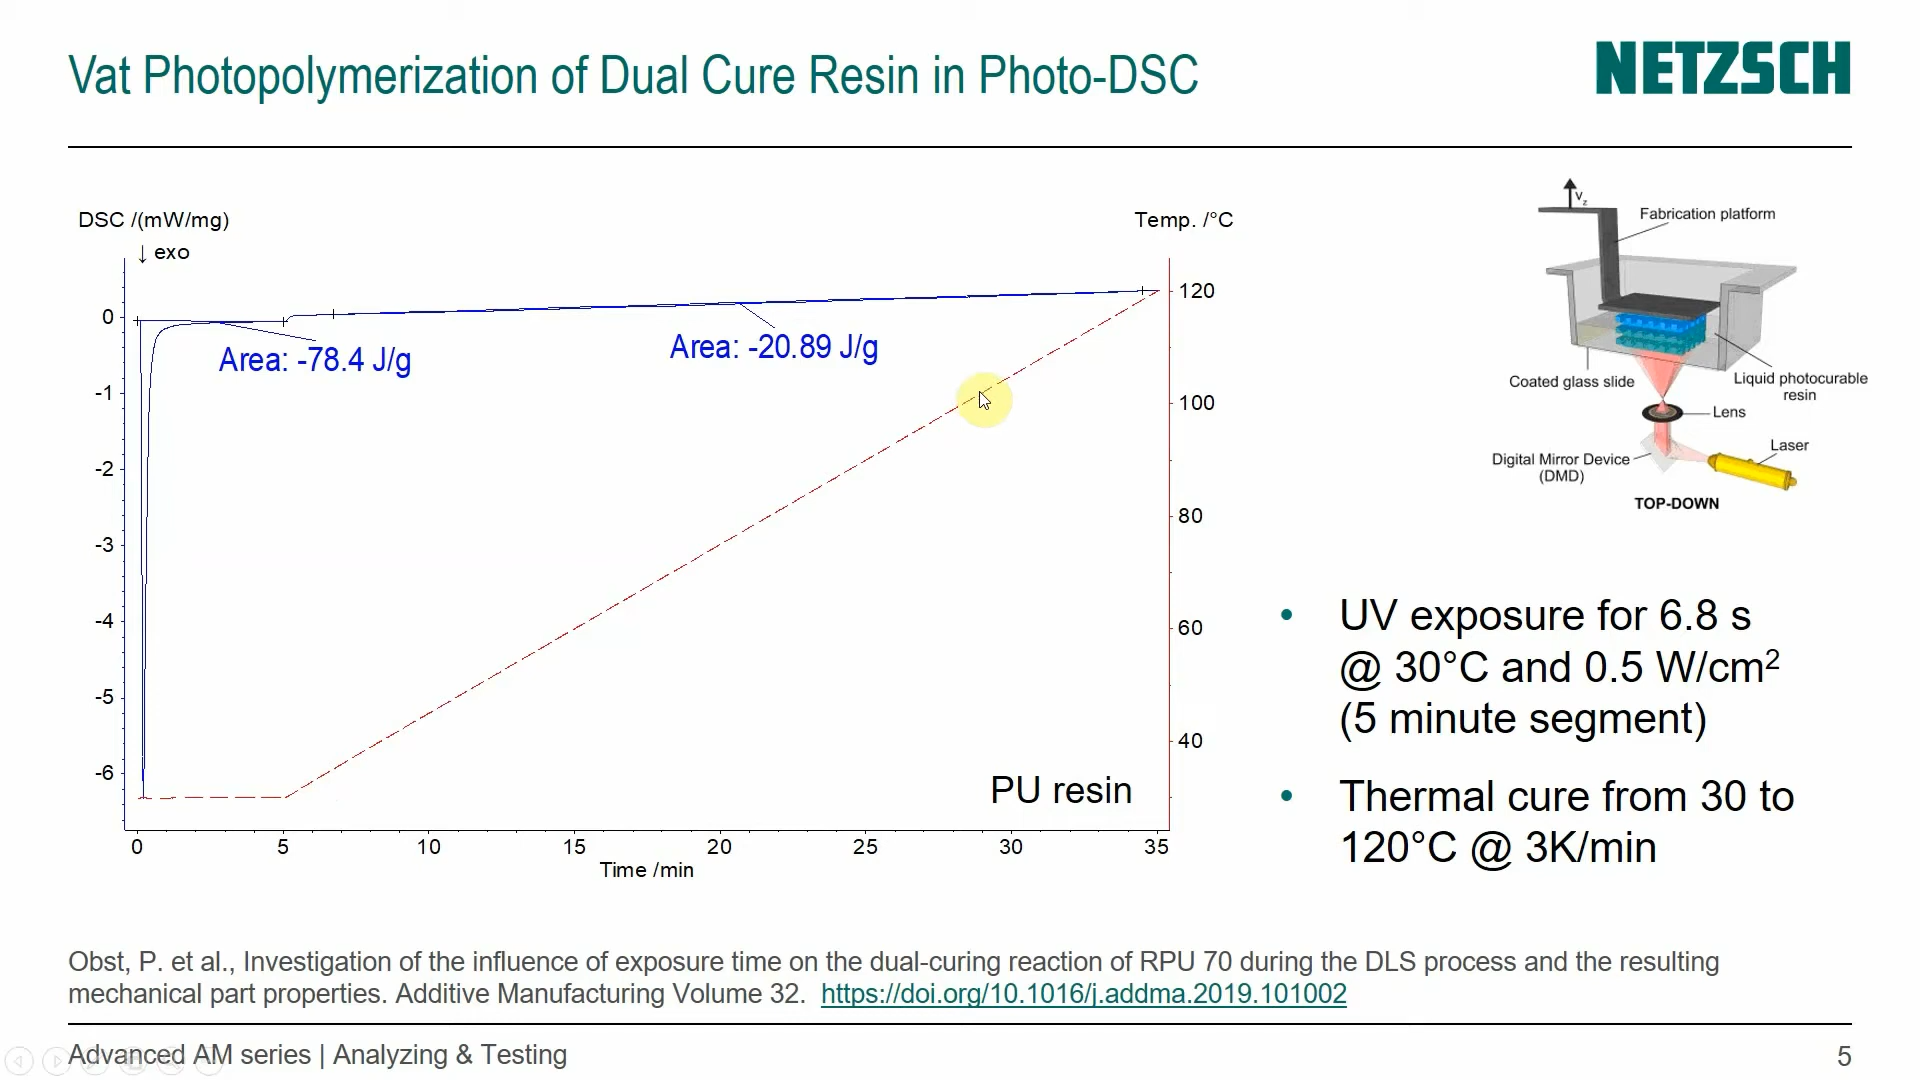 Vat Photopolymerization of Dual Cure Resin in Photo-DSC
NETZSCH
DSC /(mW/mg)
↓ exo
Temp. /°C
0
-1
-2
-3
-4
-5
-6
Area: -78.4 J/g
Area: -20.89 J/g
120
100
80
60
40
PU resin
0 5 10 15 20 25 30 35
Time /min
Vz
Fabrication platform
Coated glass slide
Liquid photocurable
resin
Lens
Laser
Digital Mirror Device
(DMD)
TOP-DOWN
• UV exposure for 6.8 s
@ 30°C and 0.5 W/cm²
(5 minute segment)
• Thermal cure from 30 to
120°C @ 3K/min
Obst, P. et al., Investigation of the influence of exposure time on the dual-curing reaction of RPU 70 during the DLS process and the resulting
mechanical part properties. Additive Manufacturing Volume 32. https://doi.org/10.1016/j.addma.2019.101002
Advanced AM series | Analyzing & Testing
5